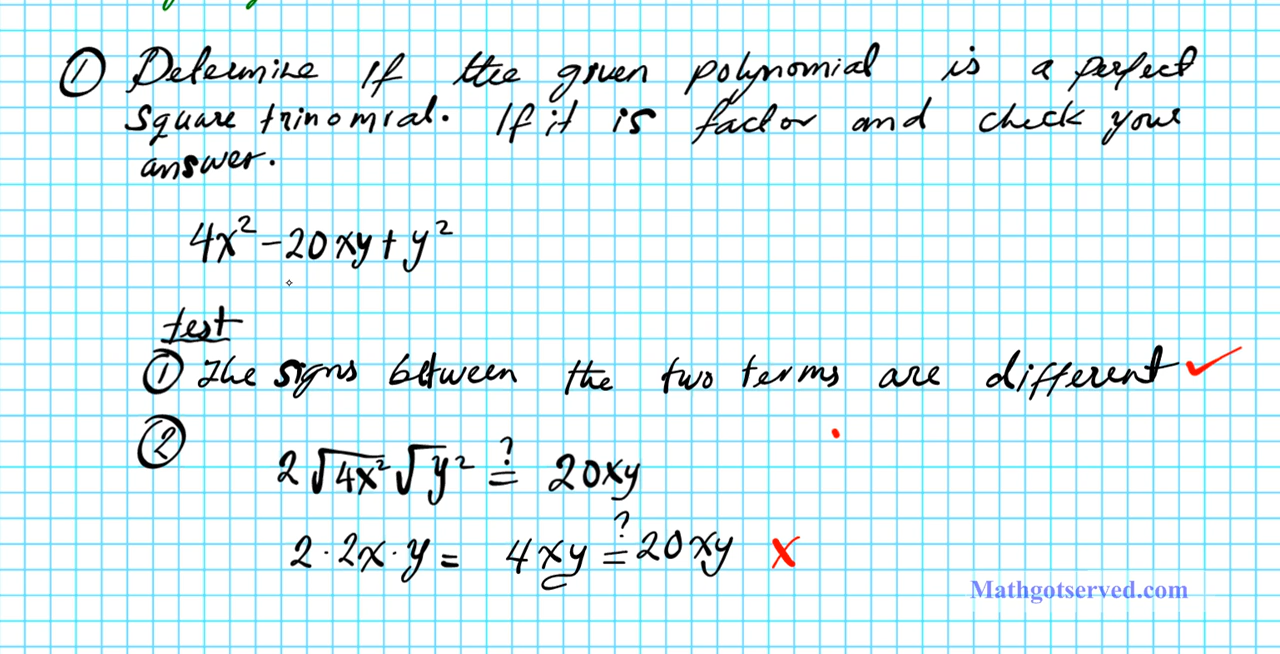 ① Determine if the given polynomial is a perfect
square trinomial. If it is factor and check your
answer.
4x² - 20xy + y²
test
① The signs between the two terms are different ✓
②
2√4x² √y² ≟ 20xy
2·2x·y = 4xy ≟ 20xy ✗
Mathgotserved.com